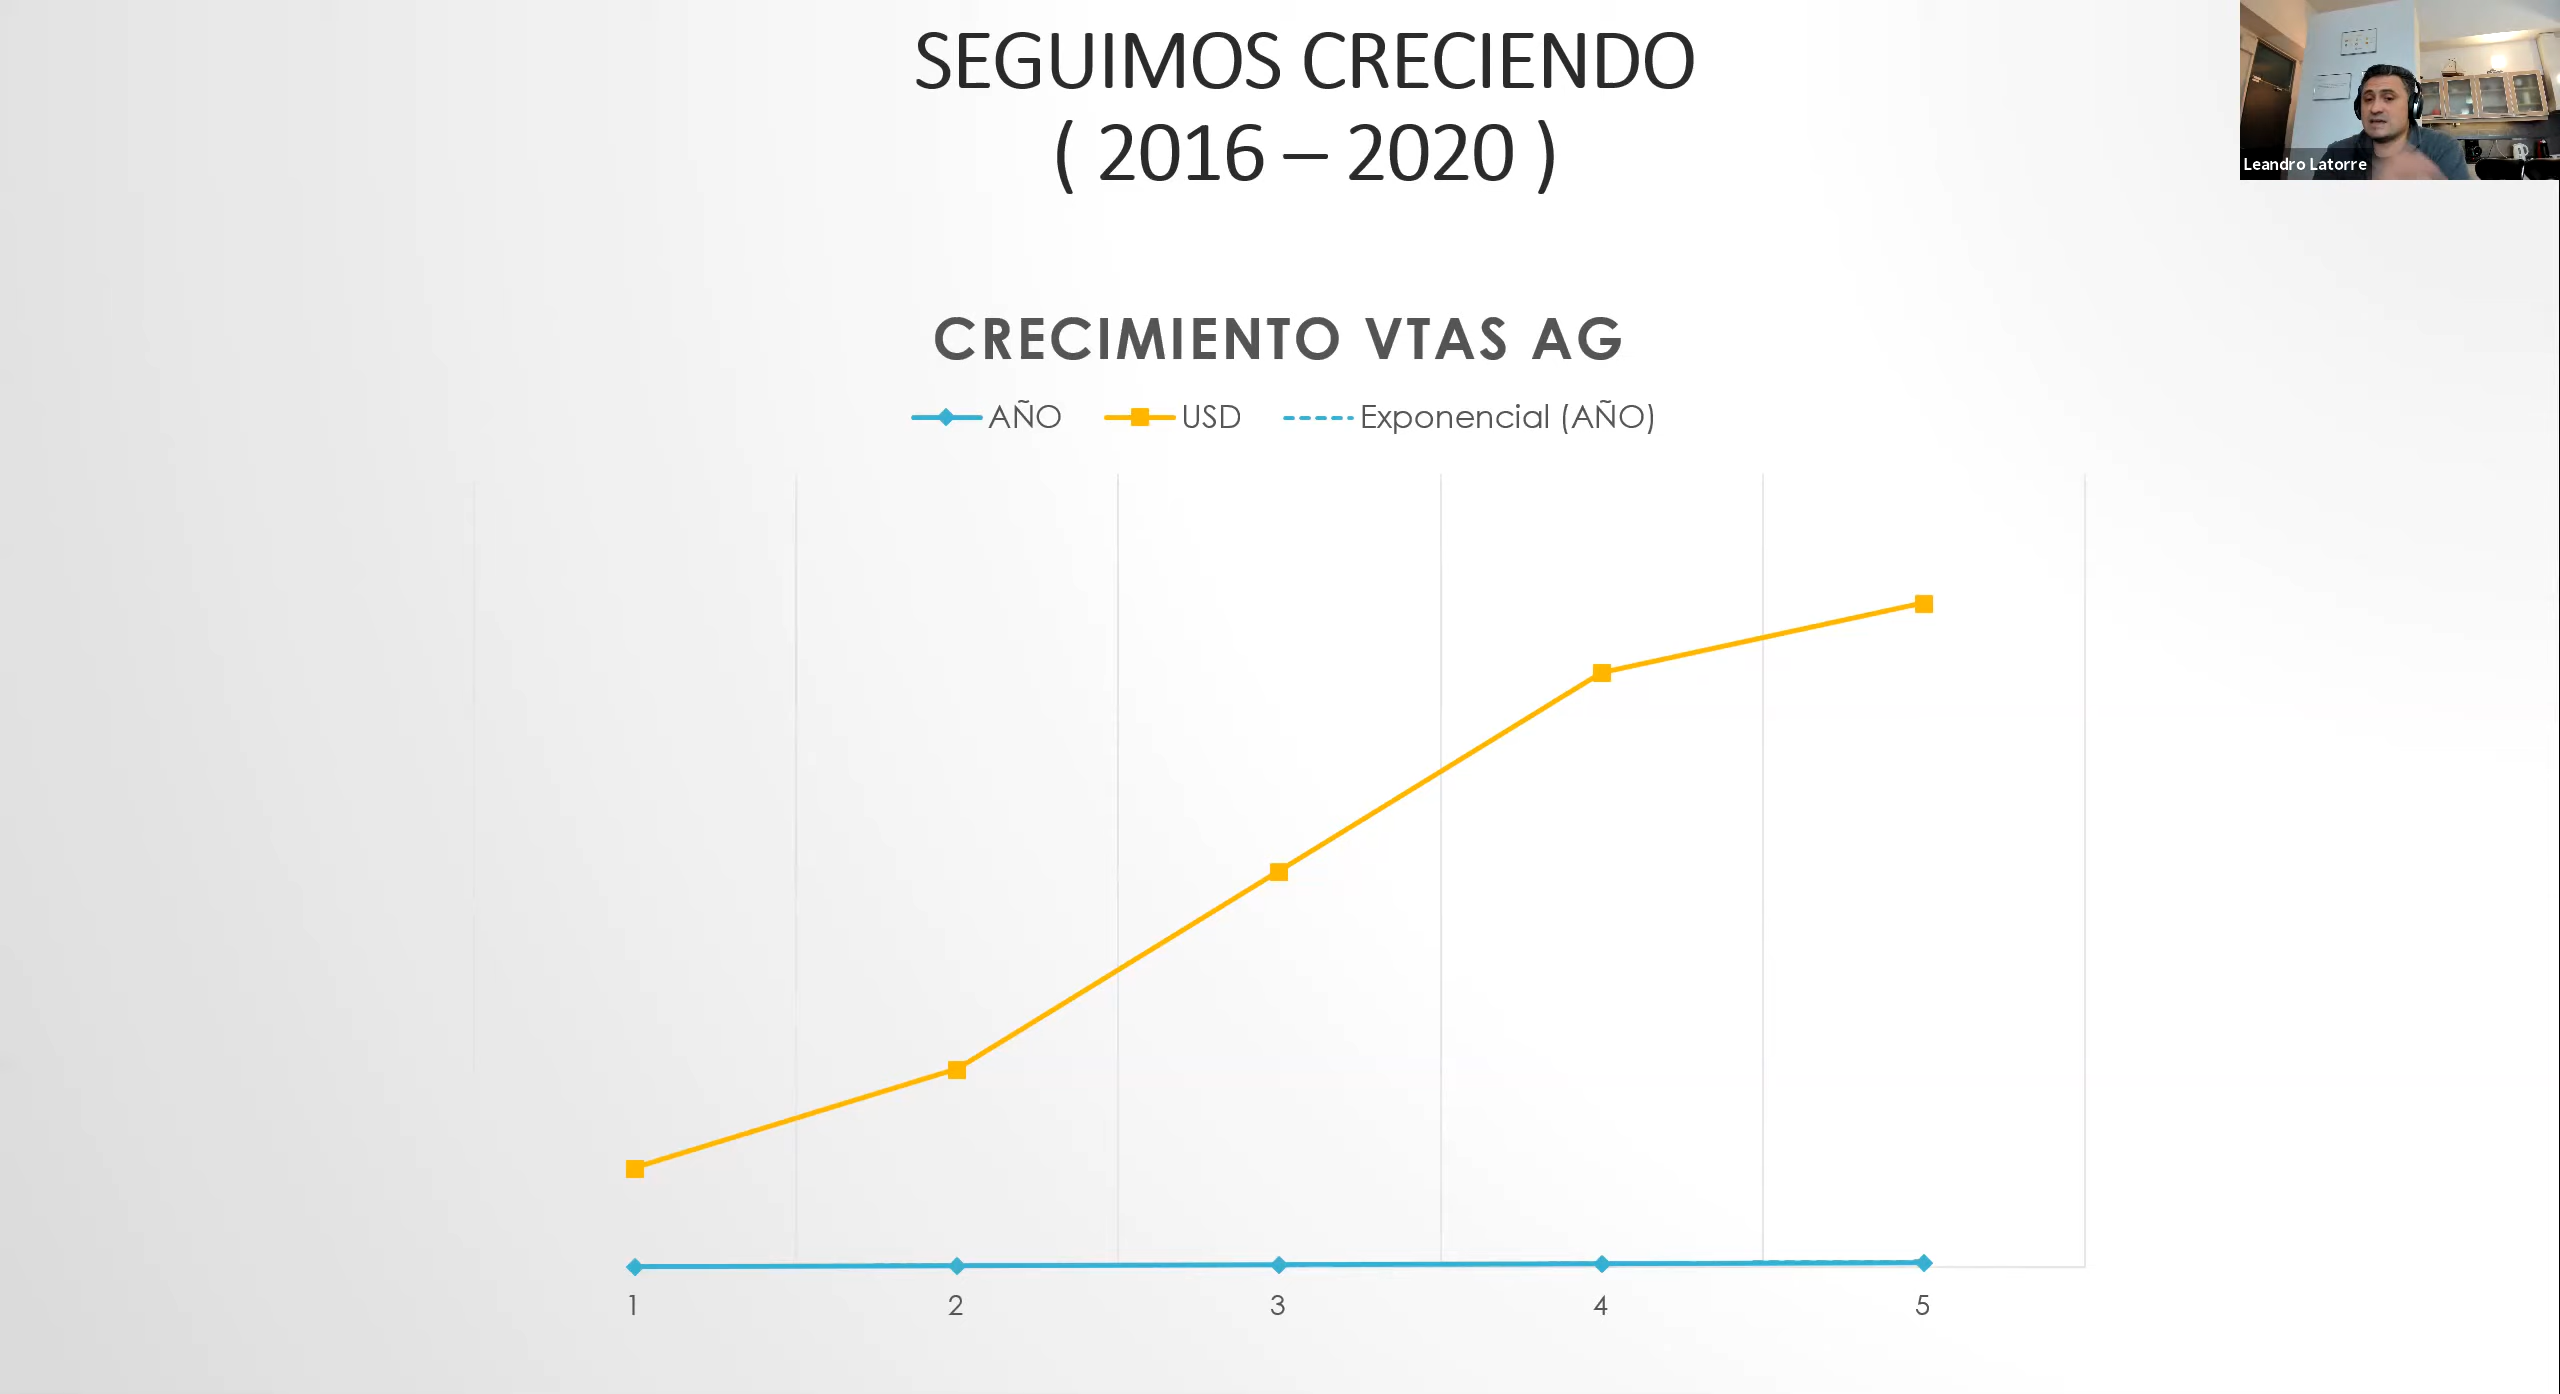 SEGUIMOS CRECIENDO
( 2016 – 2020 )
Leandro Latorre
CRECIMIENTO VTAS AG
AÑO USD Exponencial (AÑO)
1 2 3 4 5